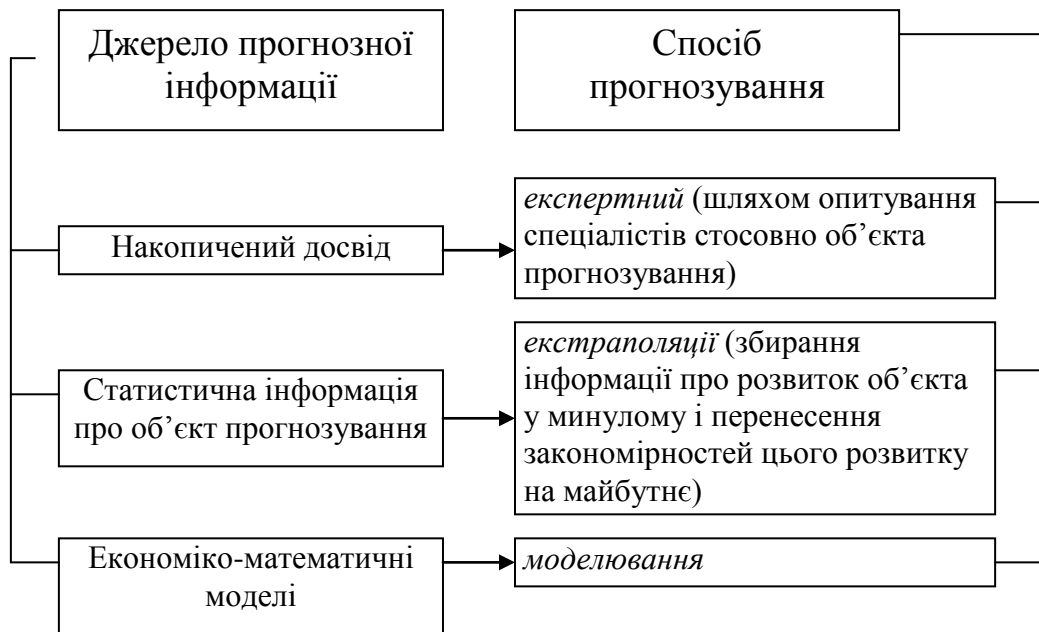 Джерело прогнозної
інформації
Спосіб
прогнозування
Накопичений досвід
експертний (шляхом опитування
спеціалістів стосовно об’єкта
прогнозування)
Статистична інформація
про об’єкт прогнозування
екстраполяції (збирання
інформації про розвиток об’єкта
у минулому і перенесення
закономірностей цього розвитку
на майбутнє)
Економіко-математичні
моделі
моделювання